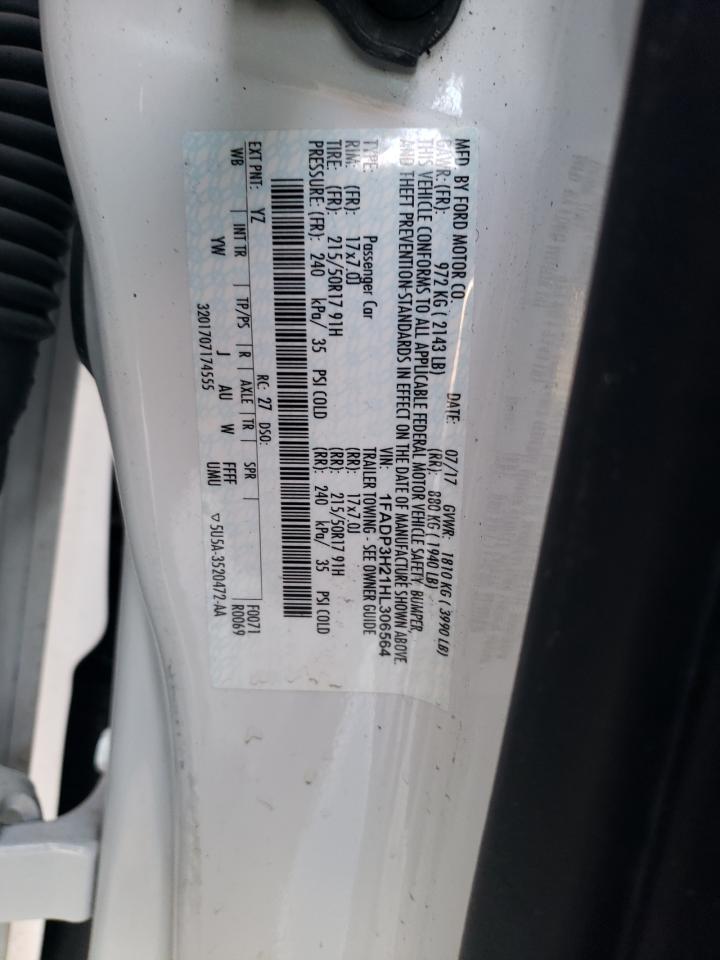 MFD BY FORD MOTOR CO.
DATE: 07/17 GVWR: 1810 KG ( 3990 LB)
GAWR: (FR): 972 KG ( 2143 LB) (RR): 880 KG ( 1940 LB)
THIS VEHICLE CONFORMS TO ALL APPLICABLE FEDERAL MOTOR VEHICLE SAFETY, BUMPER,
AND THEFT PREVENTION STANDARDS IN EFFECT ON THE DATE OF MANUFACTURE SHOWN ABOVE.
VIN: 1FADP3H21HL306564
TYPE: Passenger Car TRAILER TOWING - SEE OWNER GUIDE
RIM: (FR): 17x7.0J (RR): 17x7.0J
TIRE: (FR): 215/50R17 91H (RR): 215/50R17 91H
PRESSURE: (FR): 240 kPa/ 35 PSI COLD (RR): 240 kPa/ 35 PSI COLD
EXT PNT: YZ RC: 27 DSO: F0071
WB INT TR TP/PS R AXLE TR SPR R0069
YW J AU W FFFF
3201707174555 UMU ▽5U5A-3520472-AA